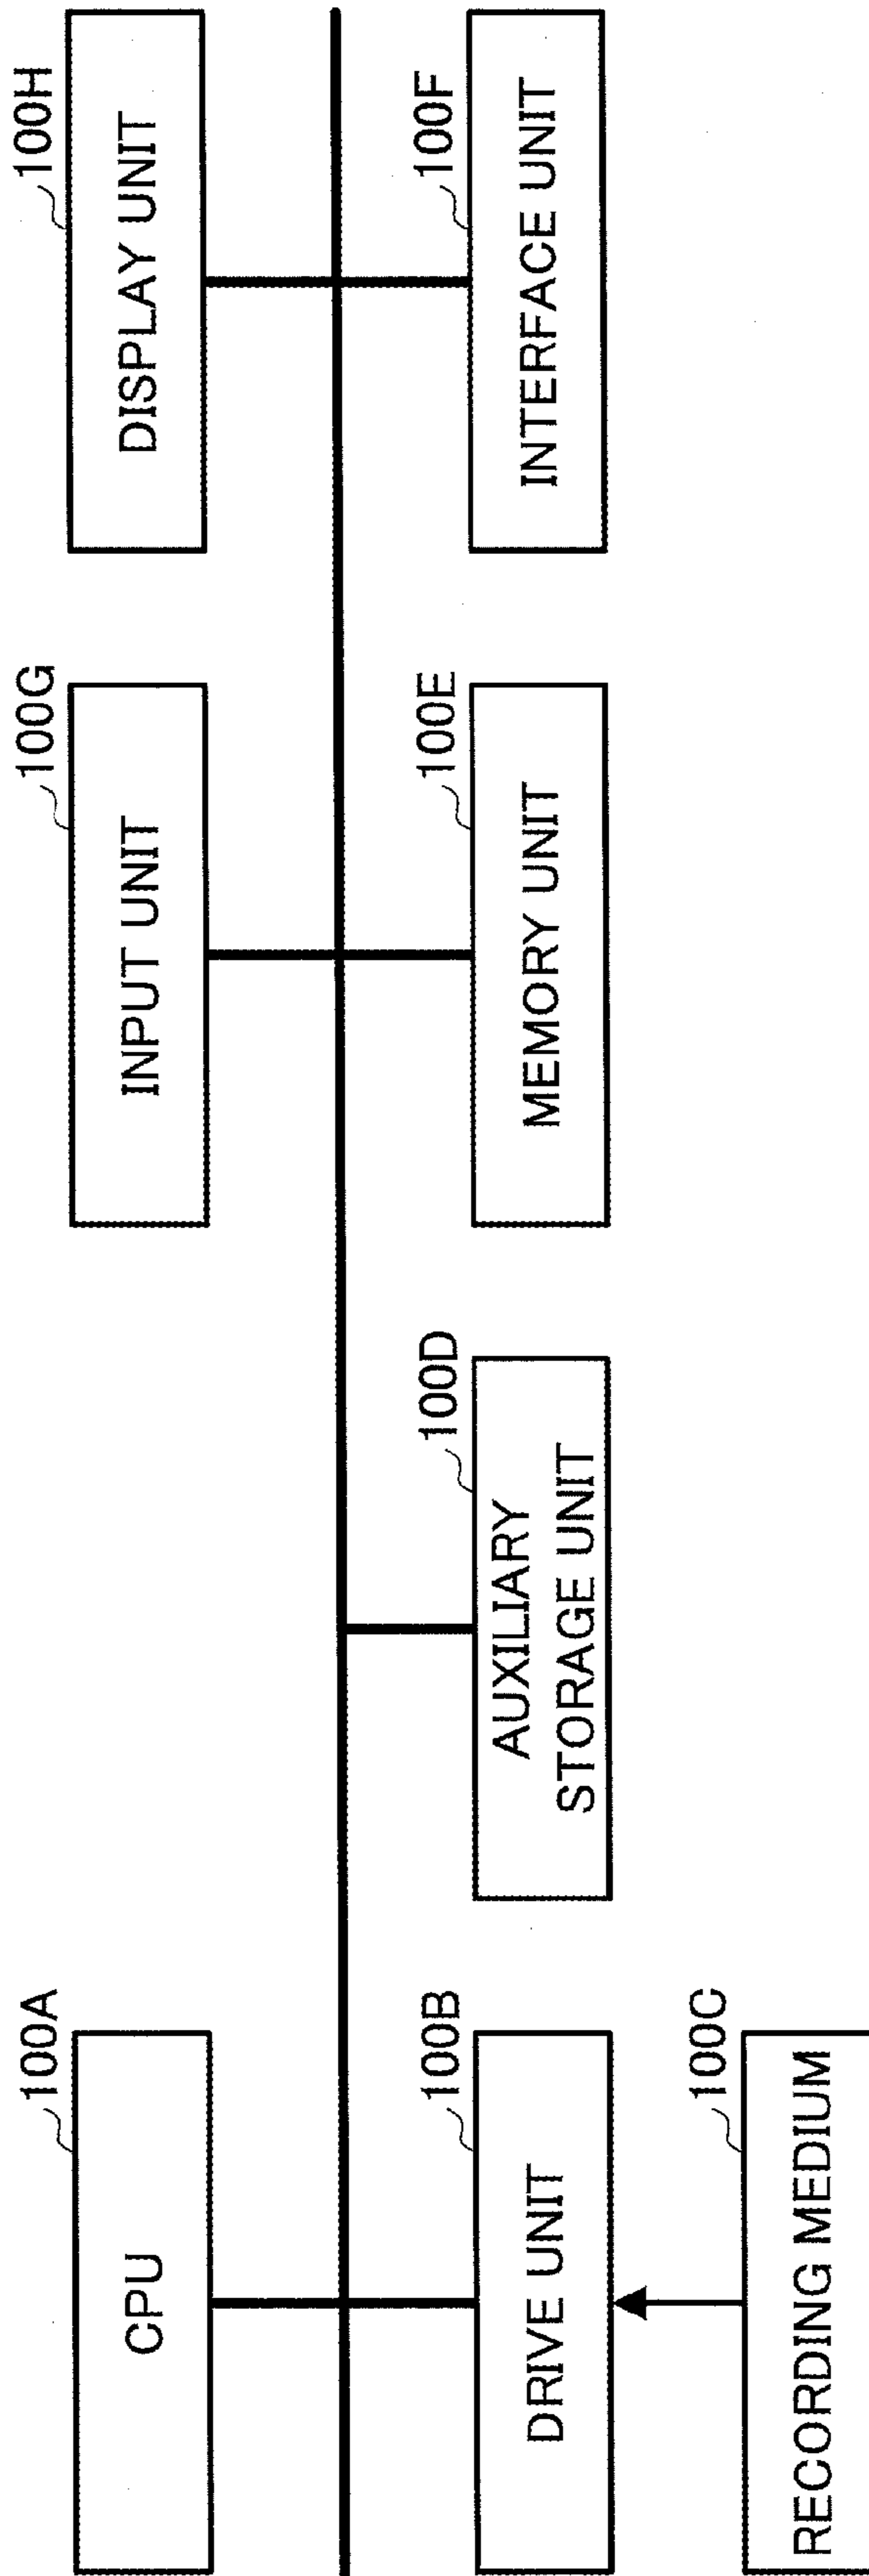 100A
CPU
100G
INPUT UNIT
100H
DISPLAY UNIT
100B
DRIVE UNIT
100D
AUXILIARY
STORAGE UNIT
100E
MEMORY UNIT
100F
INTERFACE UNIT
100C
RECORDING MEDIUM